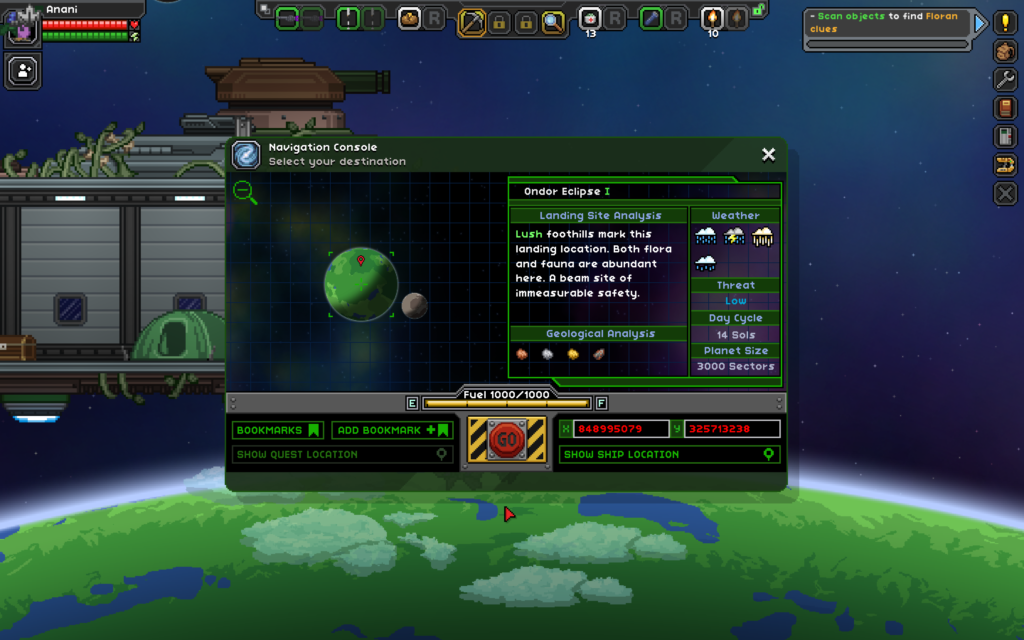 Anani
R
13
R
R
10
- Scan objects to find Floran
clues
Navigation Console
Select your destination
Ondor Eclipse I
Landing Site Analysis
Lush foothills mark this
landing location. Both flora
and fauna are abundant
here. A beam site of
immeasurable safety.
Geological Analysis
Weather
Threat
Low
Day Cycle
14 Sols
Planet Size
3000 Sectors
E
Fuel 1000/1000
F
BOOKMARKS
ADD BOOKMARK
SHOW QUEST LOCATION
GO
X 848995079
Y 325713238
SHOW SHIP LOCATION